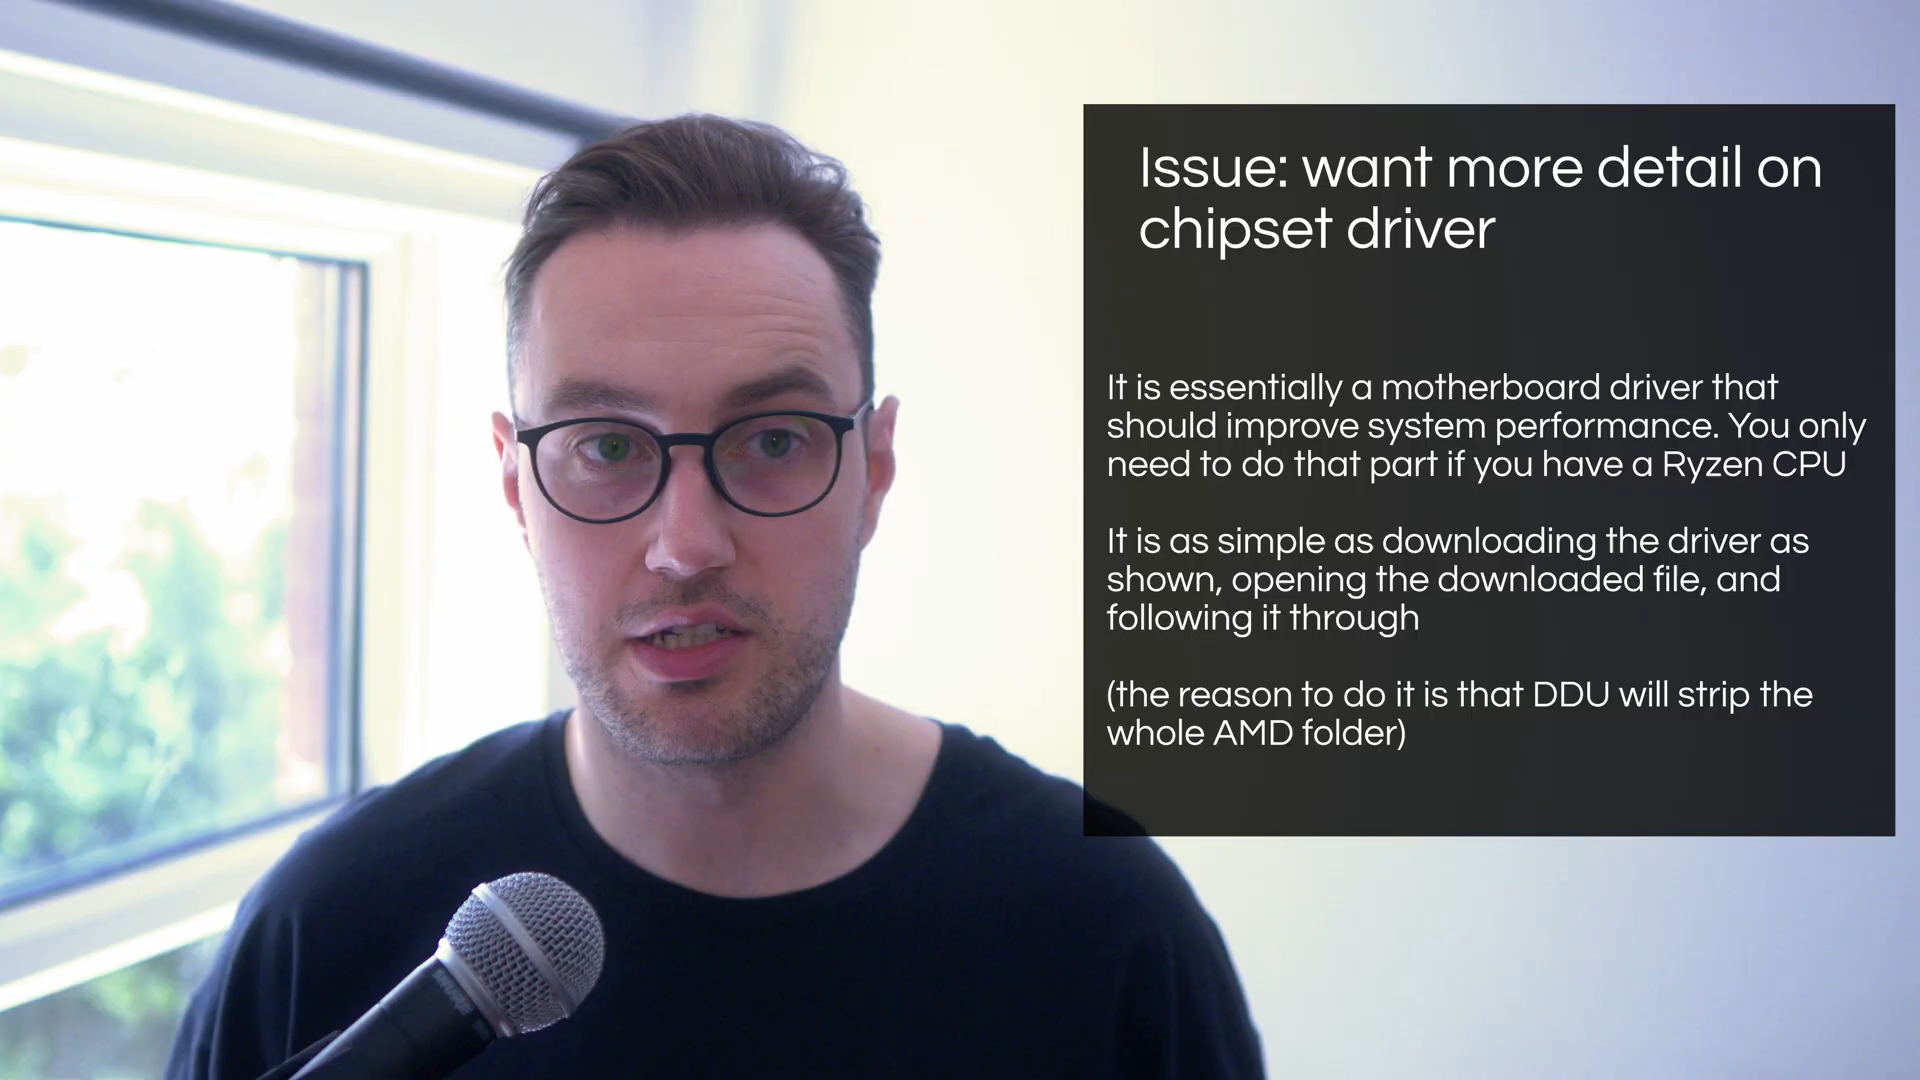 Issue: want more detail on
chipset driver
It is essentially a motherboard driver that
should improve system performance. You only
need to do that part if you have a Ryzen CPU
It is as simple as downloading the driver as
shown, opening the downloaded file, and
following it through
(the reason to do it is that DDU will strip the
whole AMD folder)